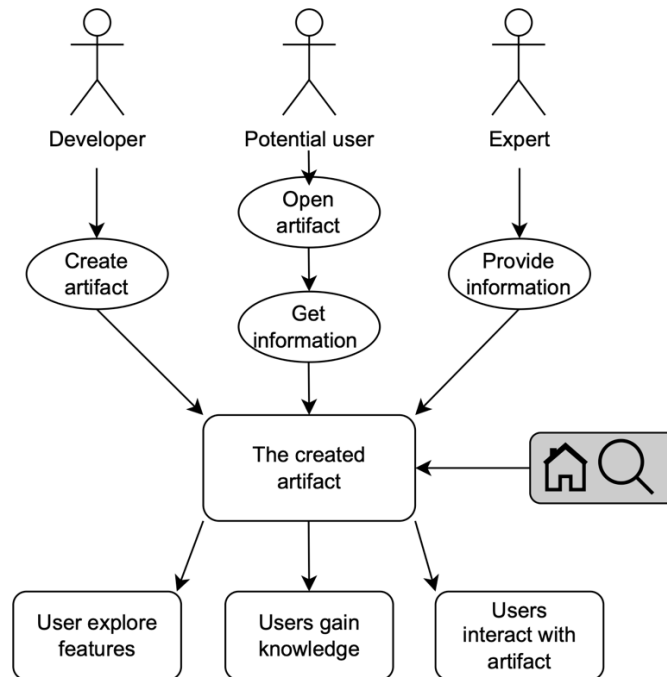 Developer
Potential user
Expert
Open
artifact
Create
artifact
Provide
information
Get
information
The created
artifact
User explore
features
Users gain
knowledge
Users
interact with
artifact